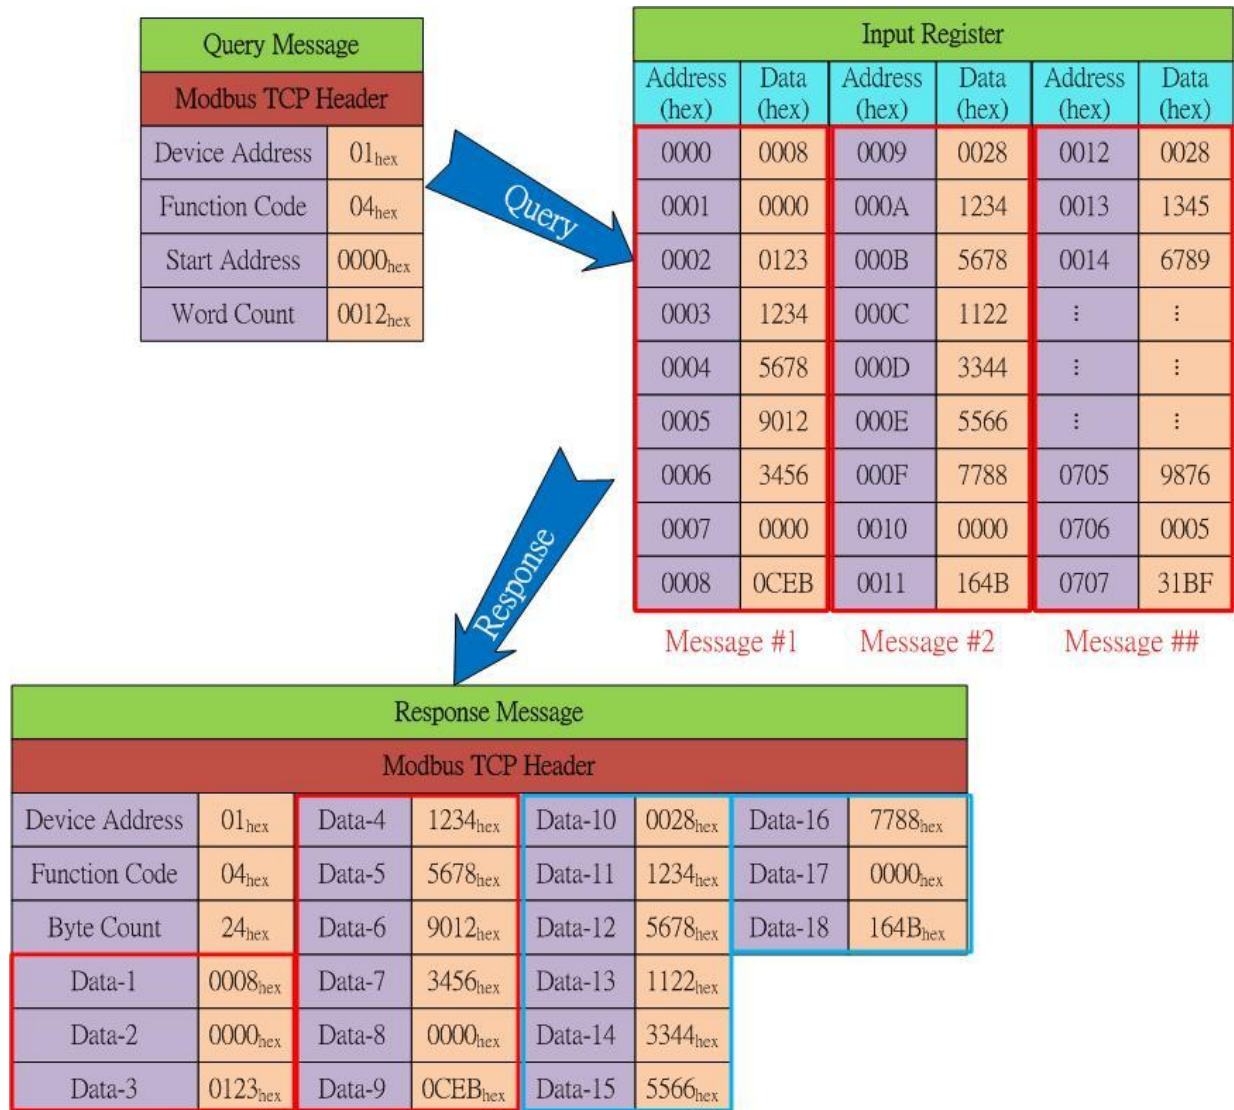 Query Message
Modbus TCP Header
Device Address 01hex
Function Code 04hex
Start Address 0000hex
Word Count 0012hex
Query
Input Register
Address (hex) Data (hex) Address (hex) Data (hex) Address (hex) Data (hex)
0000 0008 0009 0028 0012 0028
0001 0000 000A 1234 0013 1345
0002 0123 000B 5678 0014 6789
0003 1234 000C 1122 ⋮ ⋮
0004 5678 000D 3344 ⋮ ⋮
0005 9012 000E 5566 ⋮ ⋮
0006 3456 000F 7788 0705 9876
0007 0000 0010 0000 0706 0005
0008 0CEB 0011 164B 0707 31BF
Message #1 Message #2 Message ##
Response
Response Message
Modbus TCP Header
Device Address 01hex Data-4 1234hex Data-10 0028hex Data-16 7788hex
Function Code 04hex Data-5 5678hex Data-11 1234hex Data-17 0000hex
Byte Count 24hex Data-6 9012hex Data-12 5678hex Data-18 164Bhex
Data-1 0008hex Data-7 3456hex Data-13 1122hex
Data-2 0000hex Data-8 0000hex Data-14 3344hex
Data-3 0123hex Data-9 0CEBhex Data-15 5566hex